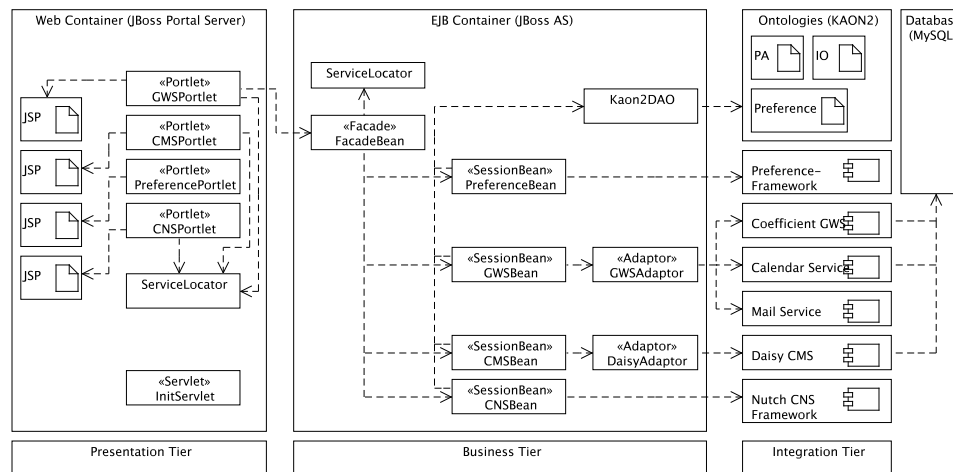 Web Container (JBoss Portal Server)
EJB Container (JBoss AS)
Ontologies (KAON2)
Databas
(MySQL
«Portlet»
GWSPortlet
JSP
«Portlet»
CMSPortlet
JSP
«Portlet»
PreferencePortlet
JSP
«Portlet»
CNSPortlet
JSP
ServiceLocator
«Servlet»
InitServlet
ServiceLocator
«Facade»
FacadeBean
Kaon2DAO
«SessionBean»
PreferenceBean
«SessionBean»
GWSBean
«Adaptor»
GWSAdaptor
«SessionBean»
CMSBean
«Adaptor»
DaisyAdaptor
«SessionBean»
CNSBean
PA
IO
Preference
Preference-
Framework
Coefficient GWS
Calendar Service
Mail Service
Daisy CMS
Nutch CNS
Framework
Presentation Tier
Business Tier
Integration Tier